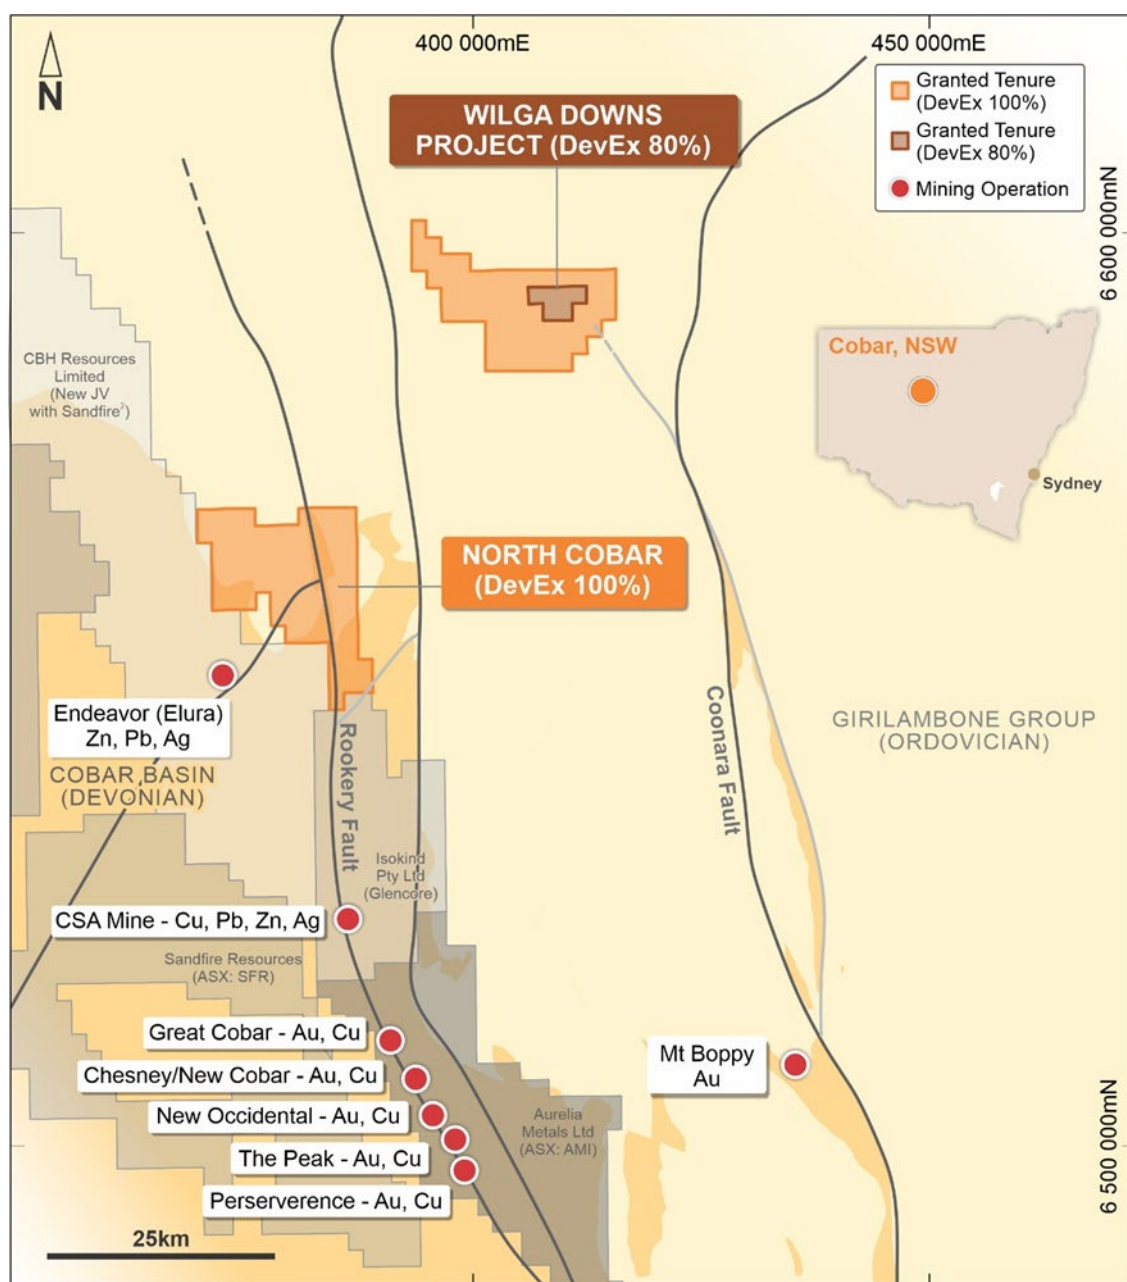 400 000mE
450 000mE
N
WILGA DOWNS
PROJECT (DevEx 80%)
Granted Tenure
(DevEx 100%)
Granted Tenure
(DevEx 80%)
Mining Operation
6 600 000mN
CBH Resources
Limited
(New JV
with Sandfire⁷)
Cobar, NSW
Sydney
NORTH COBAR
(DevEx 100%)
Endeavor (Elura)
Zn, Pb, Ag
COBAR BASIN
(DEVONIAN)
Rookery Fault
Coonara Fault
GIRILAMBONE GROUP
(ORDOVICIAN)
Isokind
Pty Ltd
(Glencore)
CSA Mine - Cu, Pb, Zn, Ag
Sandfire Resources
(ASX: SFR)
Great Cobar - Au, Cu
Chesney/New Cobar - Au, Cu
New Occidental - Au, Cu
The Peak - Au, Cu
Perserverence - Au, Cu
Aurelia
Metals Ltd
(ASX: AMI)
Mt Boppy
Au
6 500 000mN
25km